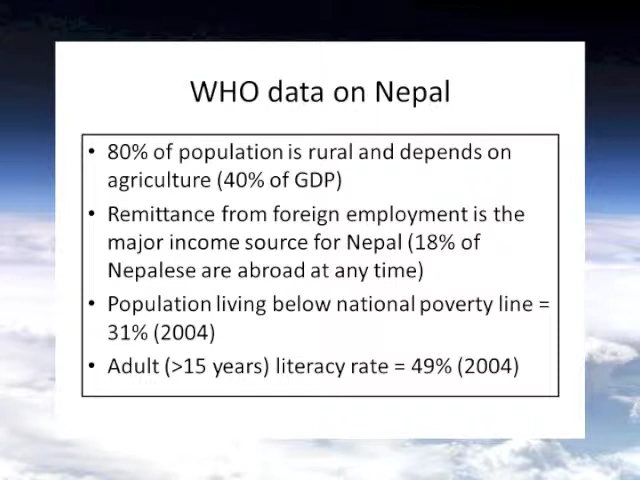 WHO data on Nepal
• 80% of population is rural and depends on
agriculture (40% of GDP)
• Remittance from foreign employment is the
major income source for Nepal (18% of
Nepalese are abroad at any time)
• Population living below national poverty line =
31% (2004)
• Adult (>15 years) literacy rate = 49% (2004)